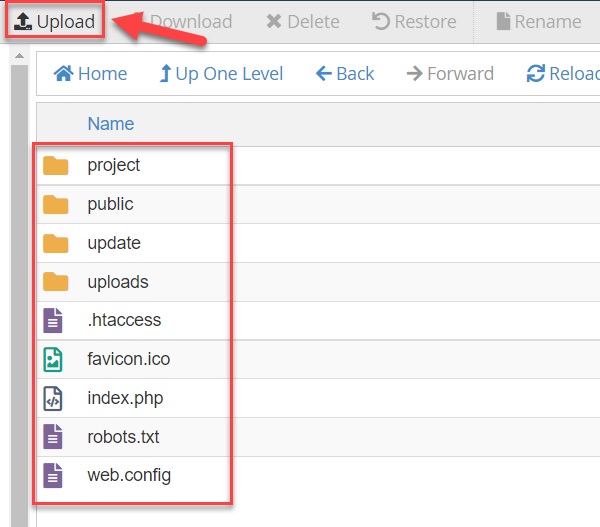 Upload Download Delete Restore Rename
Home Up One Level Back Forward Reload
Name
project
public
update
uploads
.htaccess
favicon.ico
index.php
robots.txt
web.config